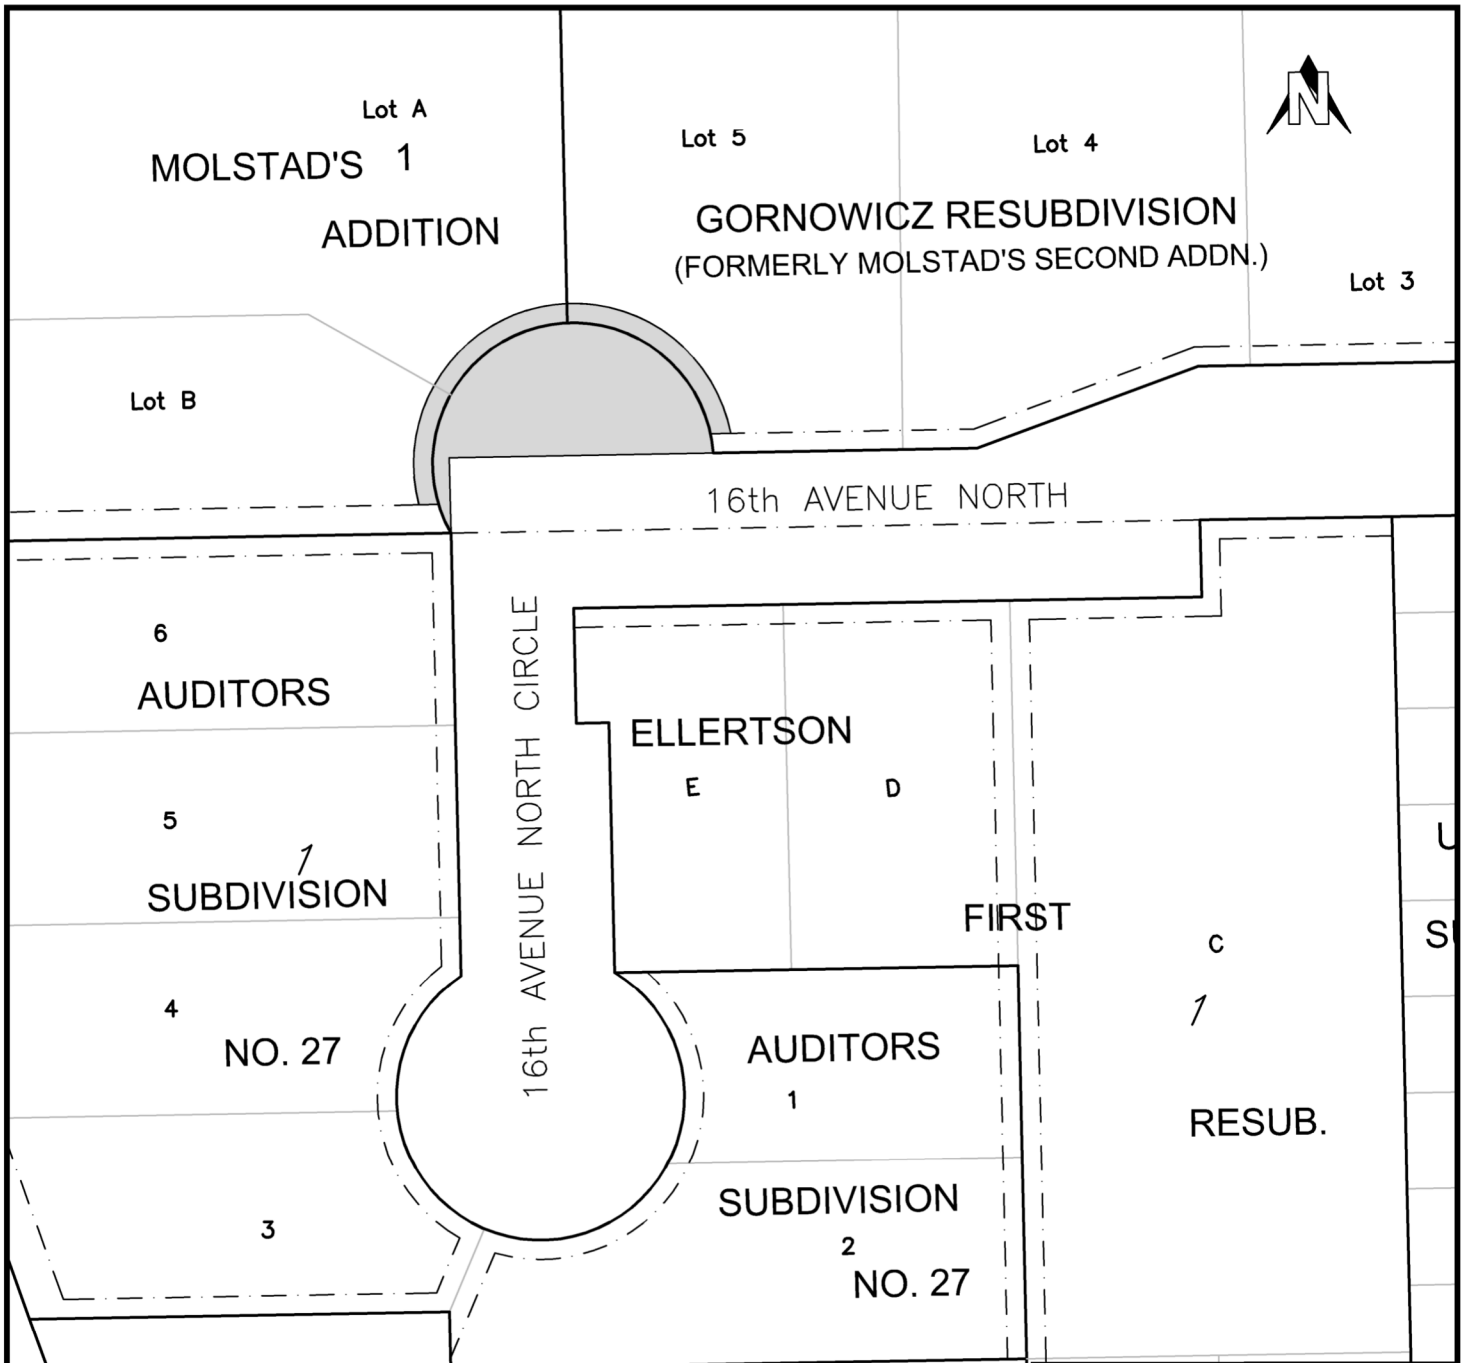 N
Lot A
MOLSTAD'S 1
ADDITION
Lot 5
Lot 4
GORNOWICZ RESUBDIVISION
(FORMERLY MOLSTAD'S SECOND ADDN.)
Lot 3
Lot B
16th AVENUE NORTH
16th AVENUE NORTH CIRCLE
6
AUDITORS
5
1
SUBDIVISION
4
NO. 27
3
ELLERTSON
E
D
FIRST
C
1
RESUB.
AUDITORS
1
SUBDIVISION
2
NO. 27